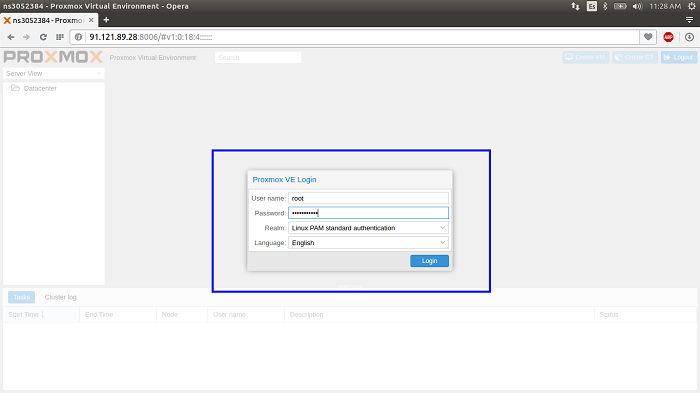 ns3052384 - Proxmox Virtual Environment - Opera
Es
11:28 AM
ns3052384 - Proxmo
91.121.89.28:8006/#v1:0:18:4::::::
ABP
PROXMOX Proxmox Virtual Environment Search Create VM Create CT Logout
Server View
Datacenter
Proxmox VE Login
User name: root
Password: •••••••••••
Realm: Linux PAM standard authentication
Language: English
Login
Tasks Cluster log
Start Time End Time Node User name Description Status